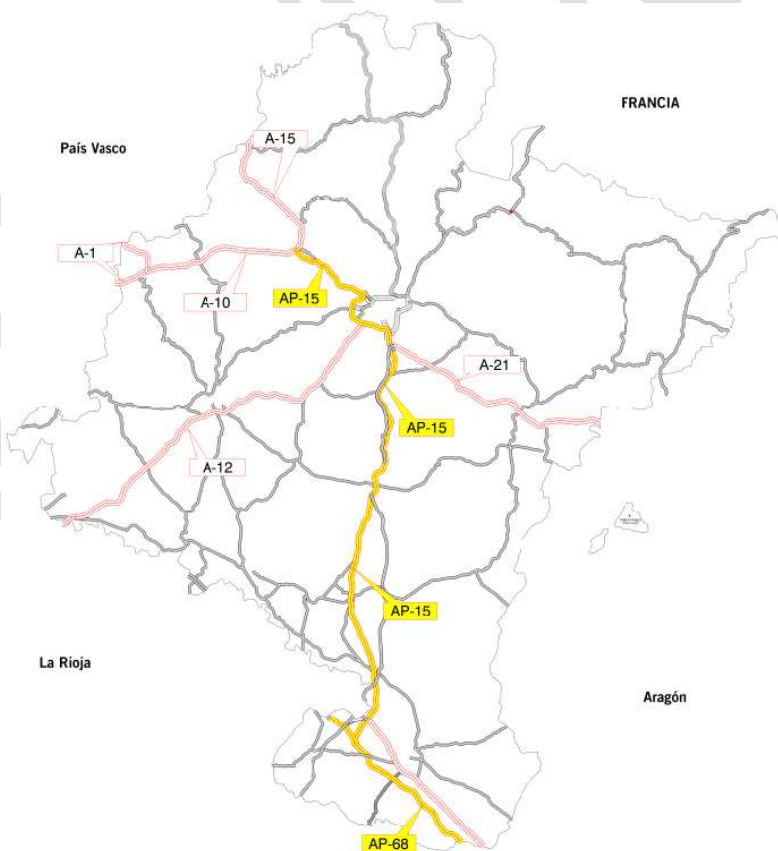 FRANCIA
A-15
País Vasco
A-1
A-10
AP-15
A-21
AP-15
A-12
AP-15
La Rioja
Aragón
AP-68